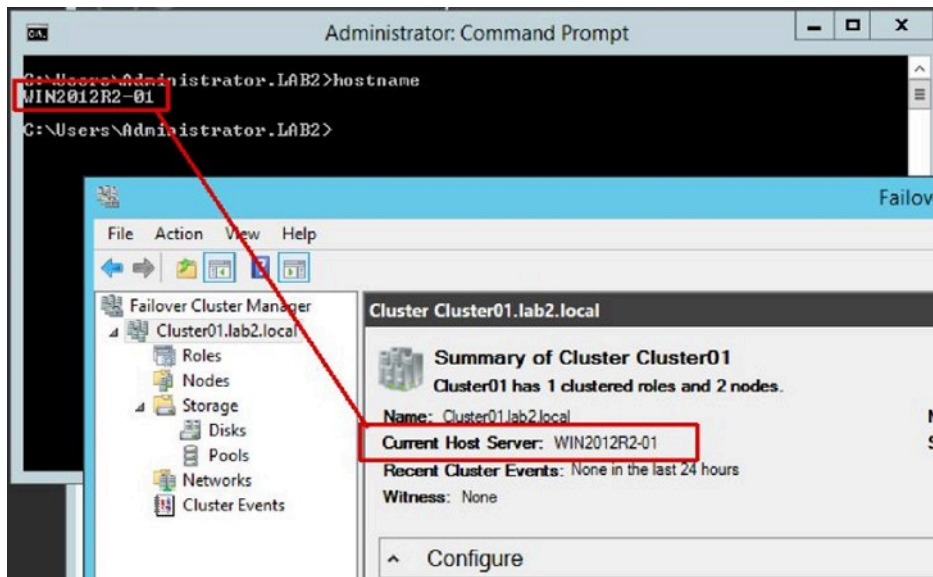 Administrator: Command Prompt
C:\Users\Administrator.LAB2>hostname
WIN2012R2-01
C:\Users\Administrator.LAB2>
Failov
File Action View Help
Failover Cluster Manager
Cluster01.lab2.local
Roles
Nodes
Storage
Disks
Pools
Networks
Cluster Events
Cluster Cluster01.lab2.local
Summary of Cluster Cluster01
Cluster01 has 1 clustered roles and 2 nodes.
Name: Cluster01.lab2.local
Current Host Server: WIN2012R2-01
Recent Cluster Events: None in the last 24 hours
Witness: None
Configure